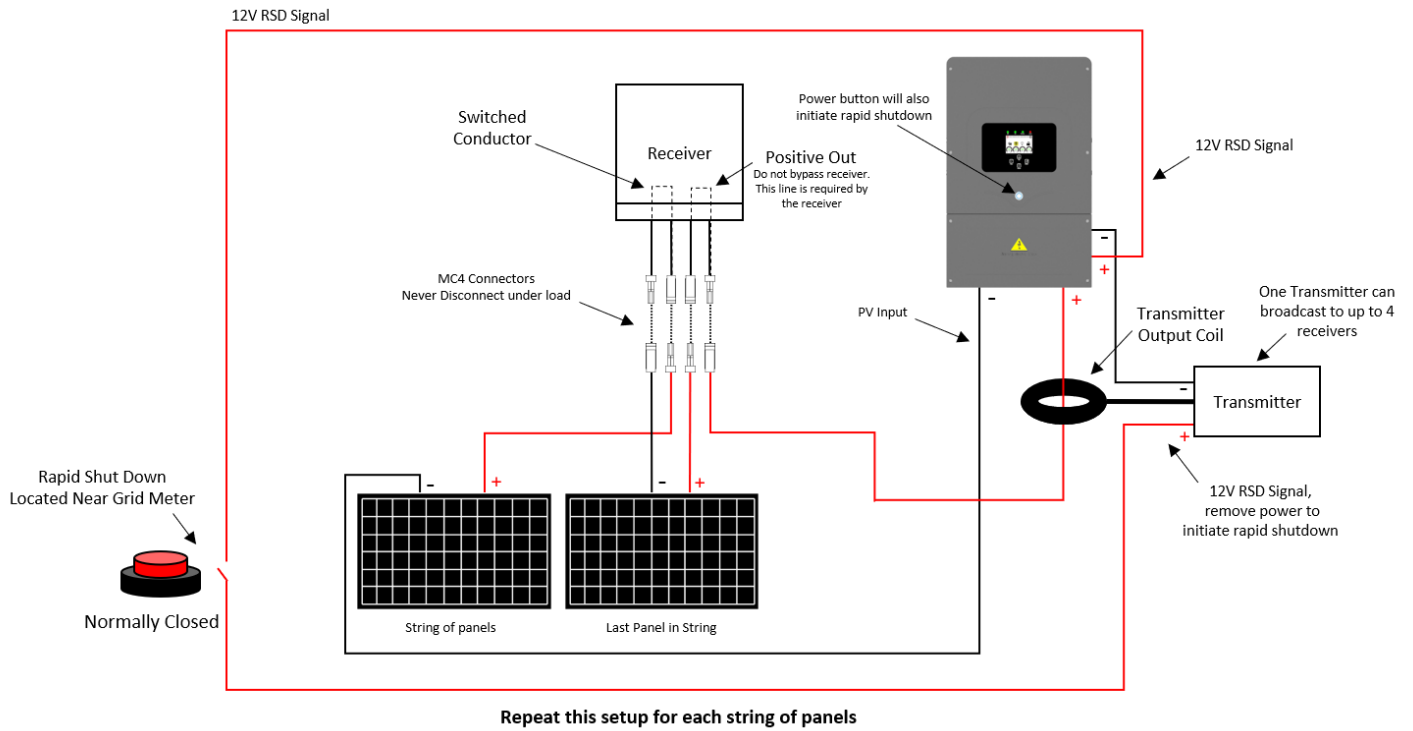 12V RSD Signal
Switched
Conductor
Receiver
Positive Out
Do not bypass receiver.
This line is required by
the receiver
Power button will also
initiate rapid shutdown
12V RSD Signal
-
+
MC4 Connectors
Never Disconnect under load
-
+
PV Input
Transmitter
Output Coil
One Transmitter can
broadcast to up to 4
receivers
-
Transmitter
+
12V RSD Signal,
remove power to
initiate rapid shutdown
Rapid Shut Down
Located Near Grid Meter
Normally Closed
-
+
-
+
String of panels
Last Panel in String
Repeat this setup for each string of panels